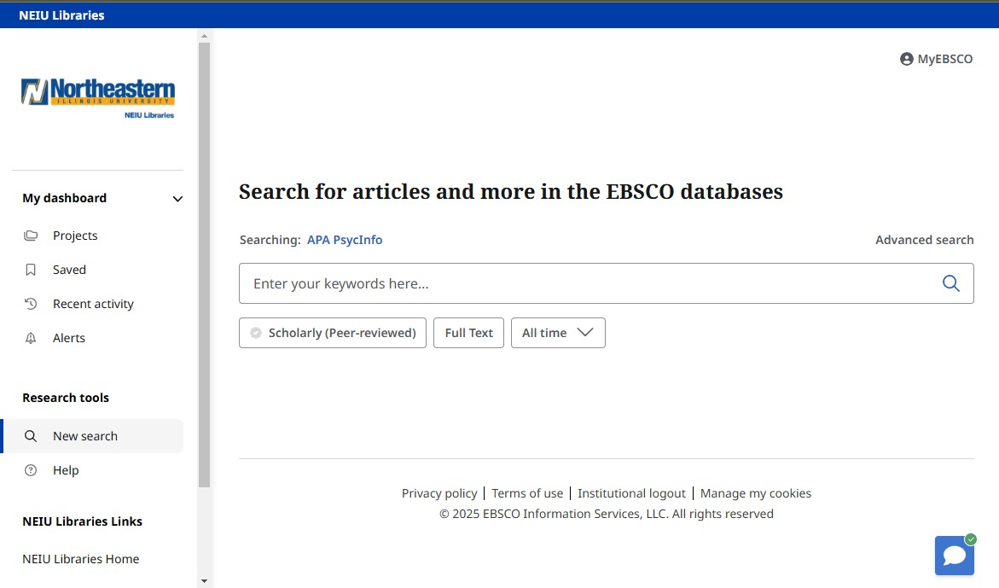 NEIU Libraries
Northeastern
ILLINOIS UNIVERSITY
NEIU Libraries
My dashboard
Projects
Saved
Recent activity
Alerts
Research tools
New search
Help
NEIU Libraries Links
NEIU Libraries Home
MyEBSCO
Search for articles and more in the EBSCO databases
Searching: APA PsycInfo Advanced search
Enter your keywords here...
Scholarly (Peer-reviewed) Full Text All time
Privacy policy | Terms of use | Institutional logout | Manage my cookies
© 2025 EBSCO Information Services, LLC. All rights reserved